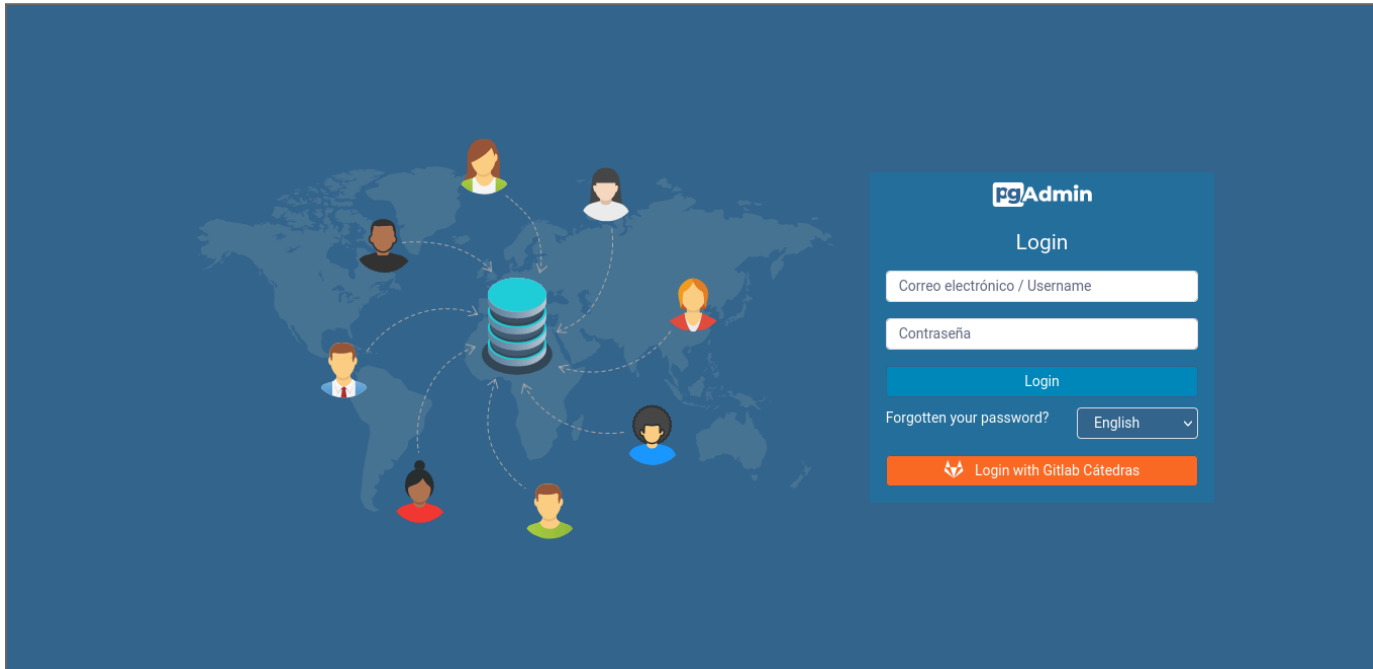 pgAdmin
Login
Correo electrónico / Username
Contraseña
Login
Forgotten your password?
English
Login with Gitlab Cátedras